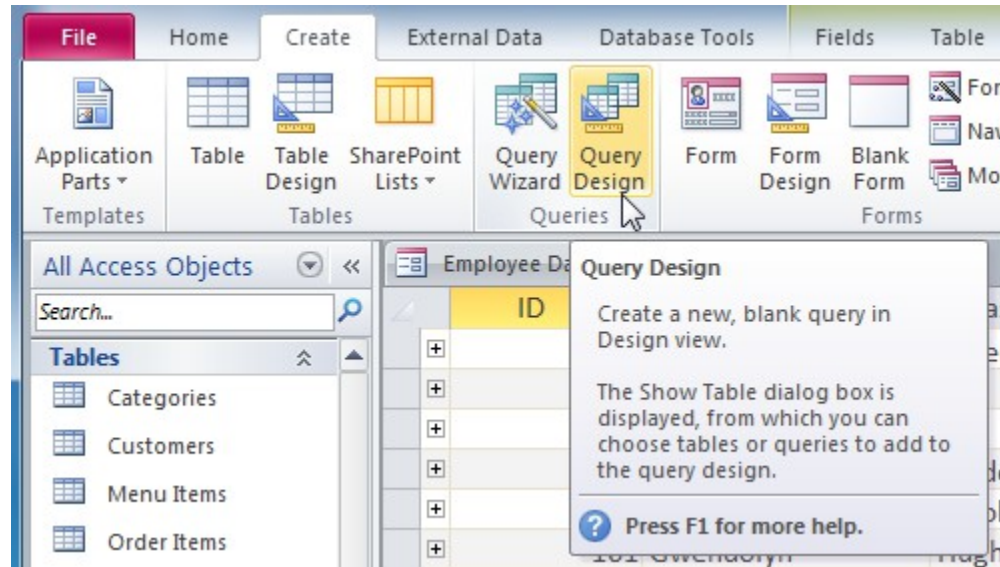 File Home Create External Data Database Tools Fields Table
Application Parts
Table
Table Design
SharePoint Lists
Query Wizard
Query Design
Form
Form Design
Blank Form
Templates Tables Queries Forms
All Access Objects
Employee
Search...
ID
Tables
Categories
Customers
Menu Items
Order Items
Query Design
Create a new, blank query in
Design view.
The Show Table dialog box is
displayed, from which you can
choose tables or queries to add to
the query design.
Press F1 for more help.